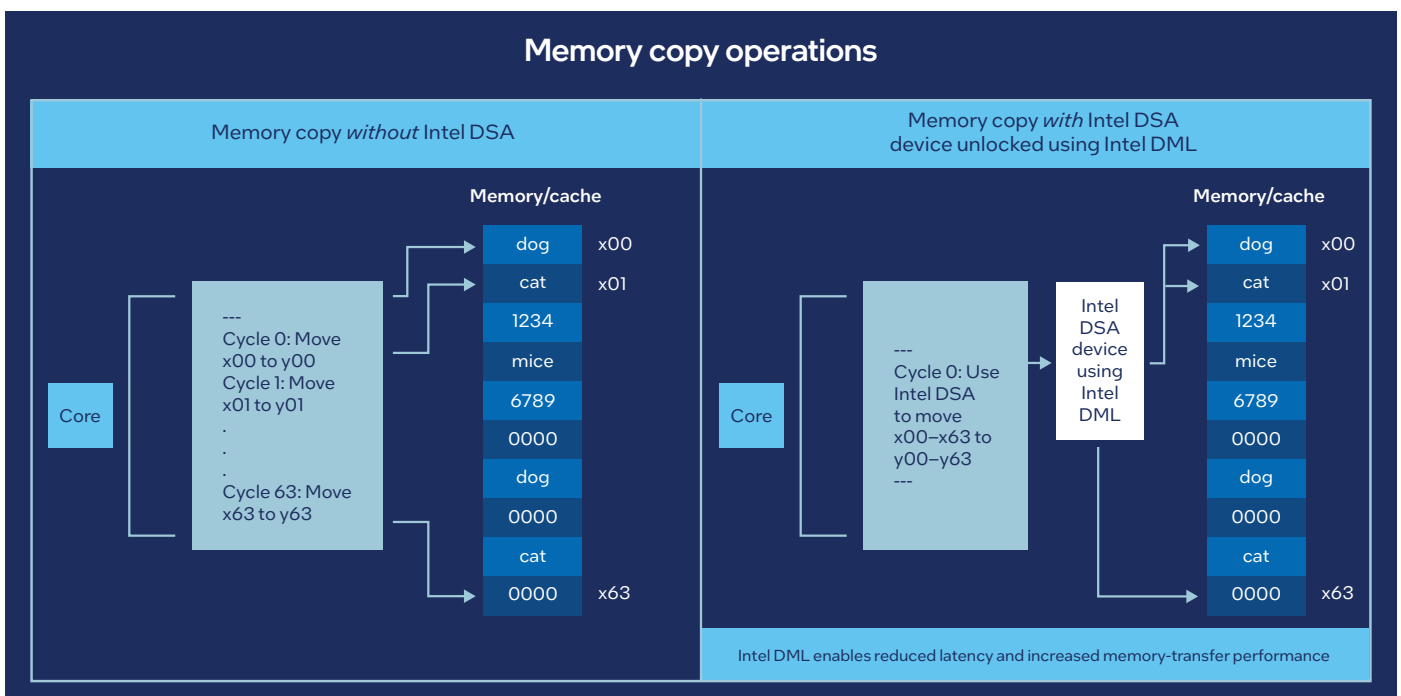 Memory copy operations
Memory copy without Intel DSA
Memory/cache
Core
---
Cycle 0: Move
x00 to y00
Cycle 1: Move
x01 to y01
.
.
.
Cycle 63: Move
x63 to y63
dog x00
cat x01
1234
mice
6789
0000
dog
0000
cat
0000 x63
Memory copy with Intel DSA
device unlocked using Intel DML
Memory/cache
Core
---
Cycle 0: Use
Intel DSA
to move
x00–x63 to
y00–y63
---
Intel
DSA
device
using
Intel
DML
dog x00
cat x01
1234
mice
6789
0000
dog
0000
cat
0000 x63
Intel DML enables reduced latency and increased memory-transfer performance